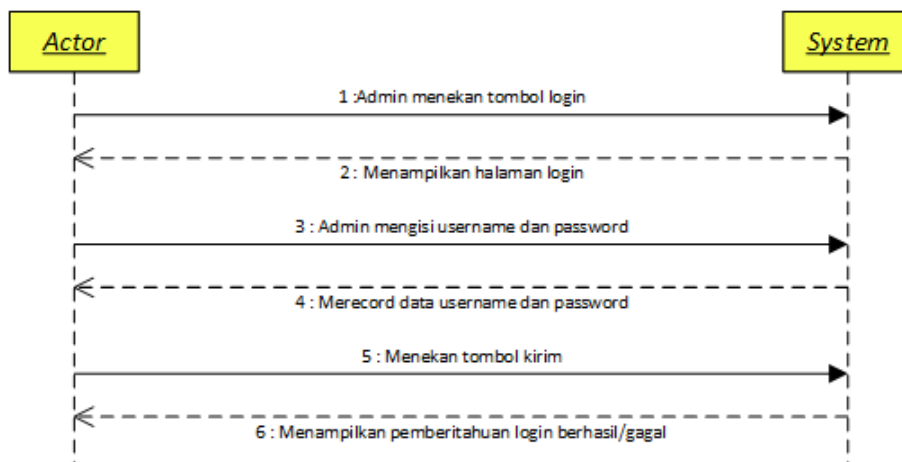 Actor
System
1 :Admin menekan tombol login
2 : Menampilkan halaman login
3 : Admin mengisi username dan password
4 : Merecord data username dan password
5 : Menekan tombol kirim
6 : Menampilkan pemberitahuan login berhasil/gagal